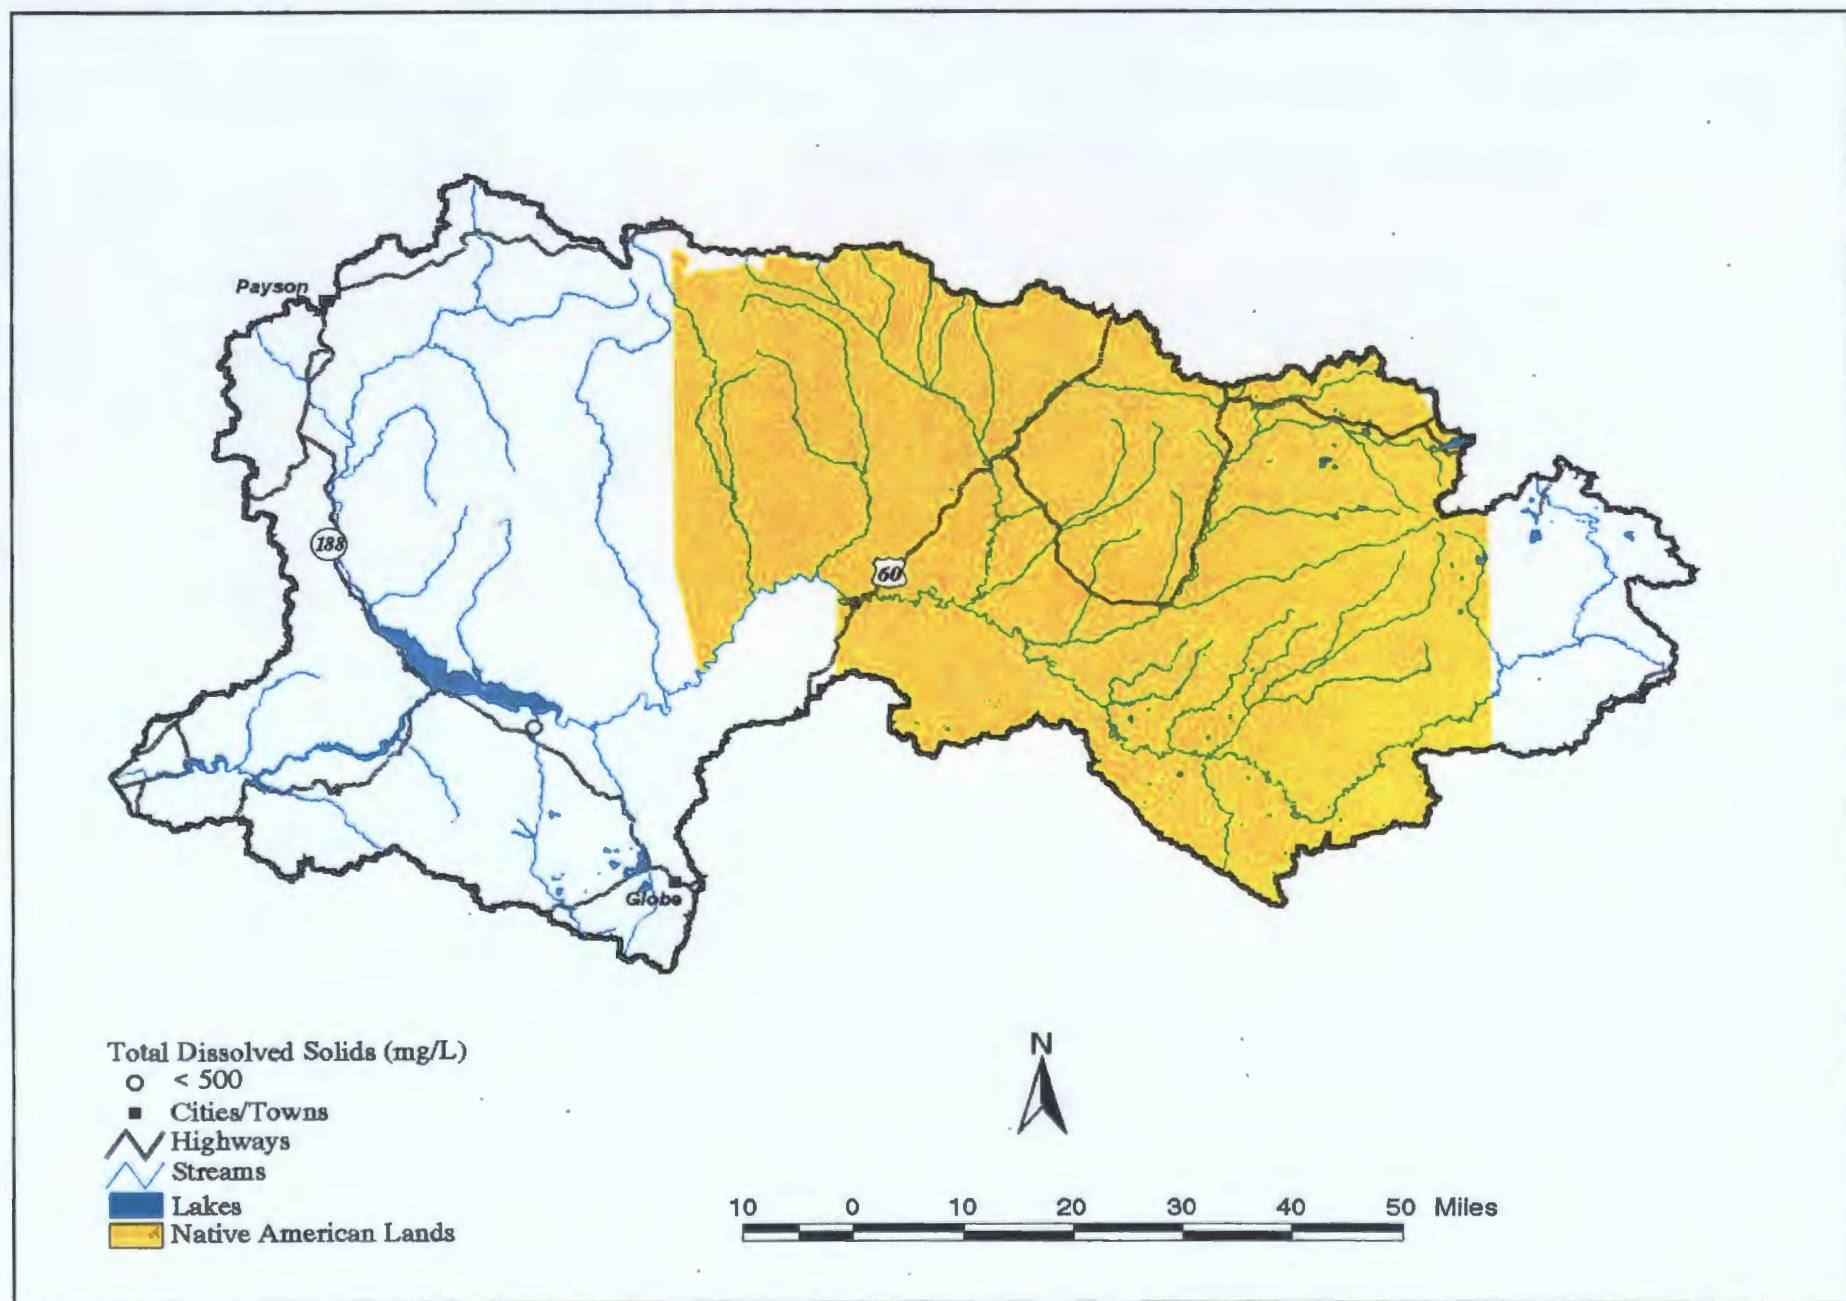 Payson
188
60
Globe
Total Dissolved Solids (mg/L)
< 500
Cities/Towns
Highways
Streams
Lakes
Native American Lands
N
10 0 10 20 30 40 50 Miles